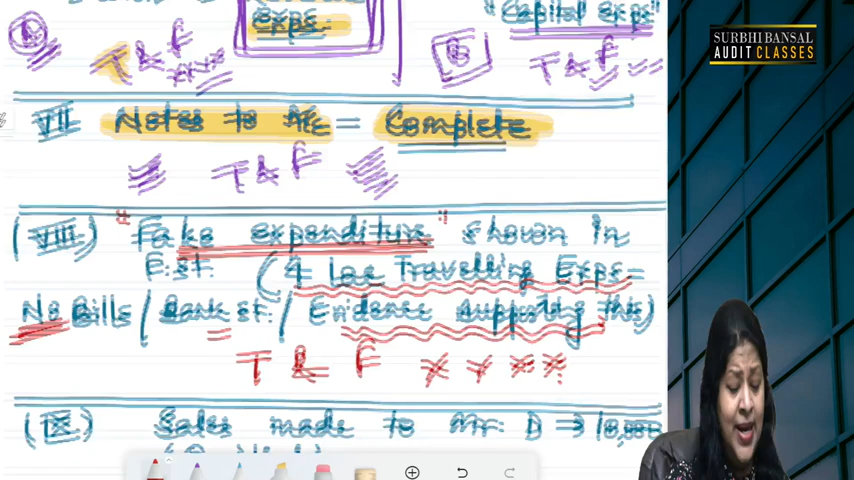 exps.
"Capital exps"
(b)
T & F
(b)
T & F
SURBHI BANSAL
AUDIT CLASSES
VII Notes to A/c = Complete
T & F
(VIII) "Fake expenditure" shown in
F.st. (4 Lac Travelling Exps =
No Bills / Bank st. / Evidence supporting this)
T & F X X X X
(IX) Sales made to Mr. D ⇒ 10,000